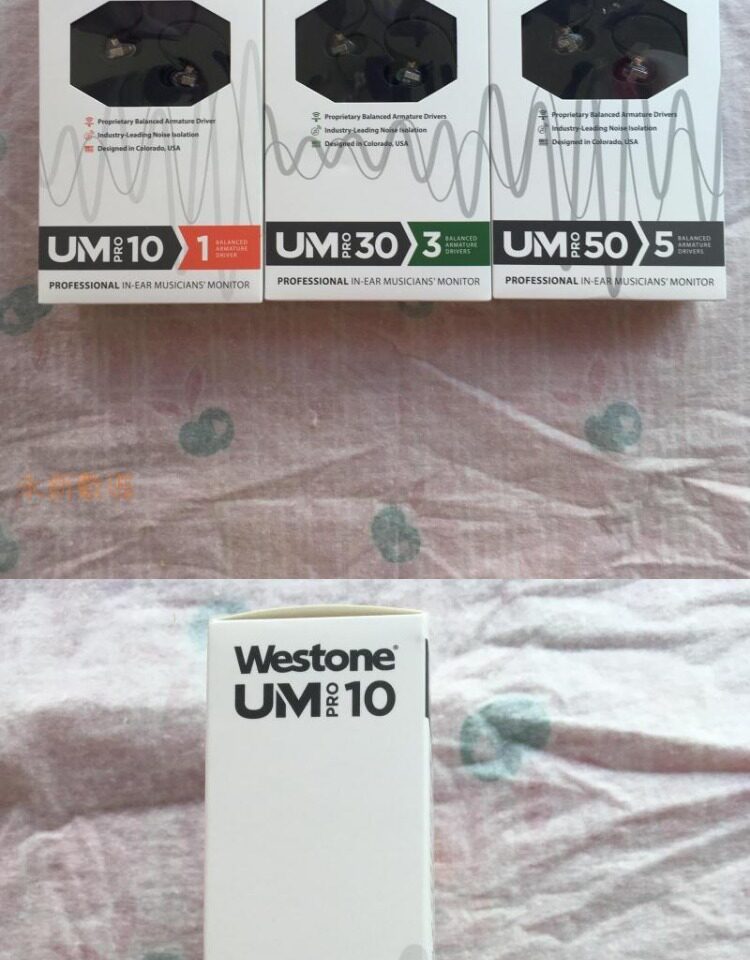 Proprietary Balanced Armature Driver
Industry-Leading Noise Isolation
Designed in Colorado, USA
UM PRO 10 1 BALANCED ARMATURE DRIVER
PROFESSIONAL IN-EAR MUSICIANS' MONITOR
Proprietary Balanced Armature Drivers
Industry-Leading Noise Isolation
Designed in Colorado, USA
UM PRO 30 3 BALANCED ARMATURE DRIVERS
PROFESSIONAL IN-EAR MUSICIANS' MONITOR
Proprietary Balanced Armature Drivers
Industry-Leading Noise Isolation
Designed in Colorado, USA
UM PRO 50 5 BALANCED ARMATURE DRIVERS
PROFESSIONAL IN-EAR MUSICIANS' MONITOR
Westone®
UM PRO 10